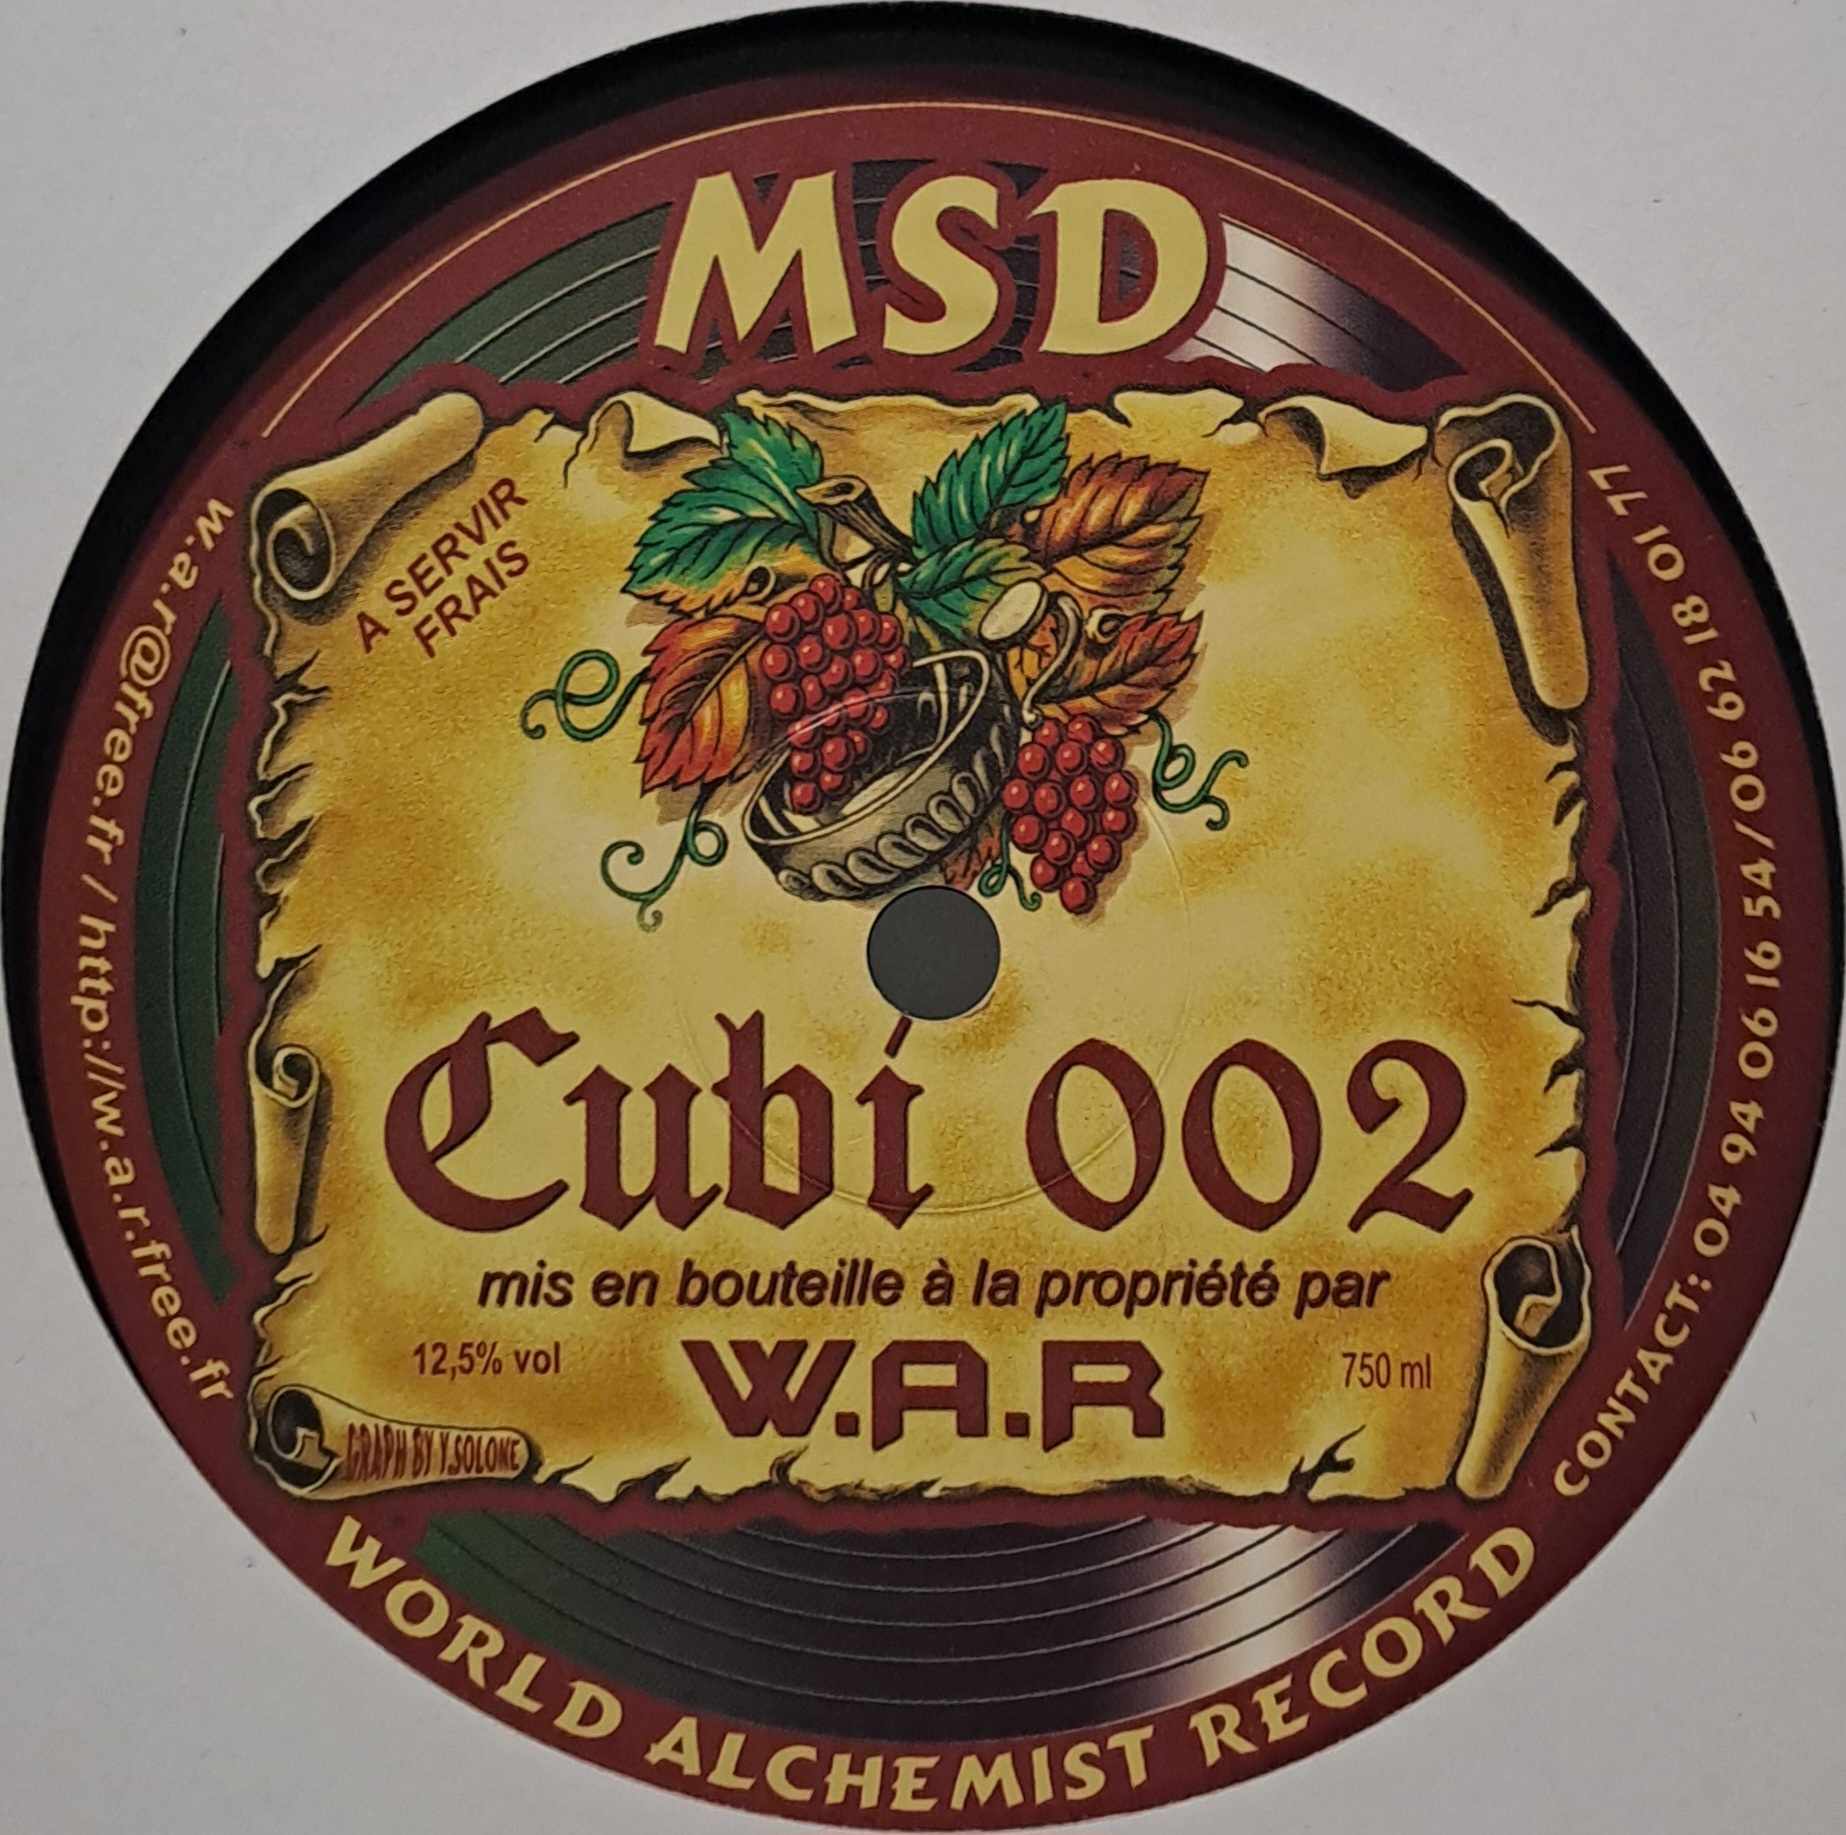 MSD
A SERVIR
FRAIS
Cubi 002
mis en bouteille à la propriété par
12,5% vol
W.A.R
750 ml
GRAPH BY Y.SOLONE
w.a.r@free.fr / http://w.a.r.free.fr
WORLD ALCHEMIST RECORD
CONTACT: 04 94 06 16 54/06 62 18 01 77